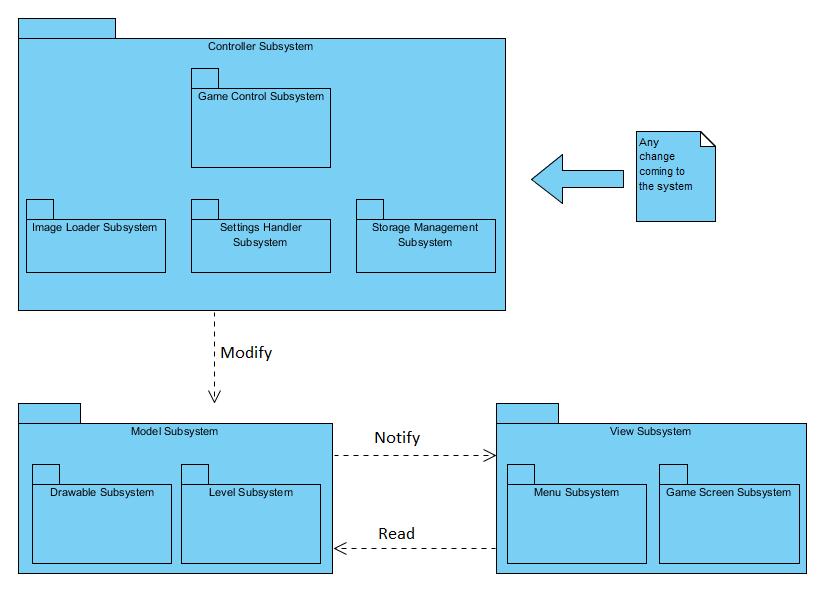 Controller Subsystem
Game Control Subsystem
Any
change
coming to
the system
Image Loader Subsystem
Settings Handler
Subsystem
Storage Management
Subsystem
Modify
Model Subsystem
Drawable Subsystem
Level Subsystem
Notify
Read
View Subsystem
Menu Subsystem
Game Screen Subsystem